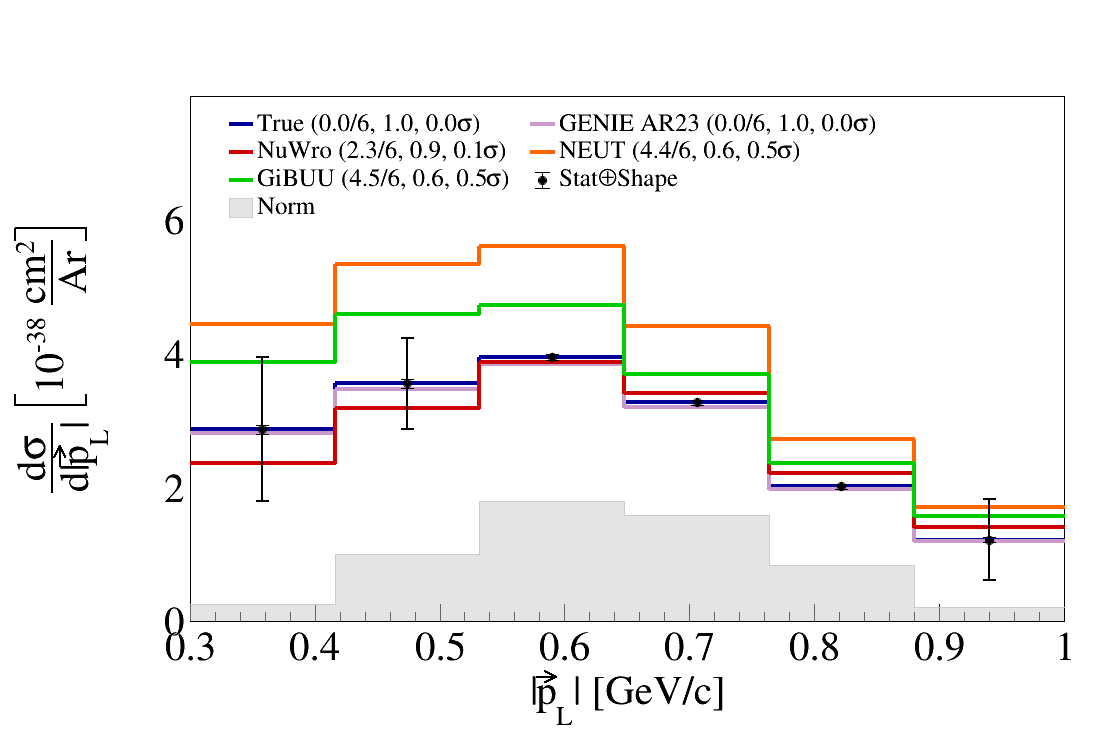 True (0.0/6, 1.0, 0.0σ)
GENIE AR23 (0.0/6, 1.0, 0.0σ)
NuWro (2.3/6, 0.9, 0.1σ)
NEUT (4.4/6, 0.6, 0.5σ)
GiBUU (4.5/6, 0.6, 0.5σ)
Stat⊕Shape
Norm
6
4
2
0
dσ/d|p⃗_L| [10^-38 cm²/Ar]
0.3 0.4 0.5 0.6 0.7 0.8 0.9 1
|p⃗_L| [GeV/c]